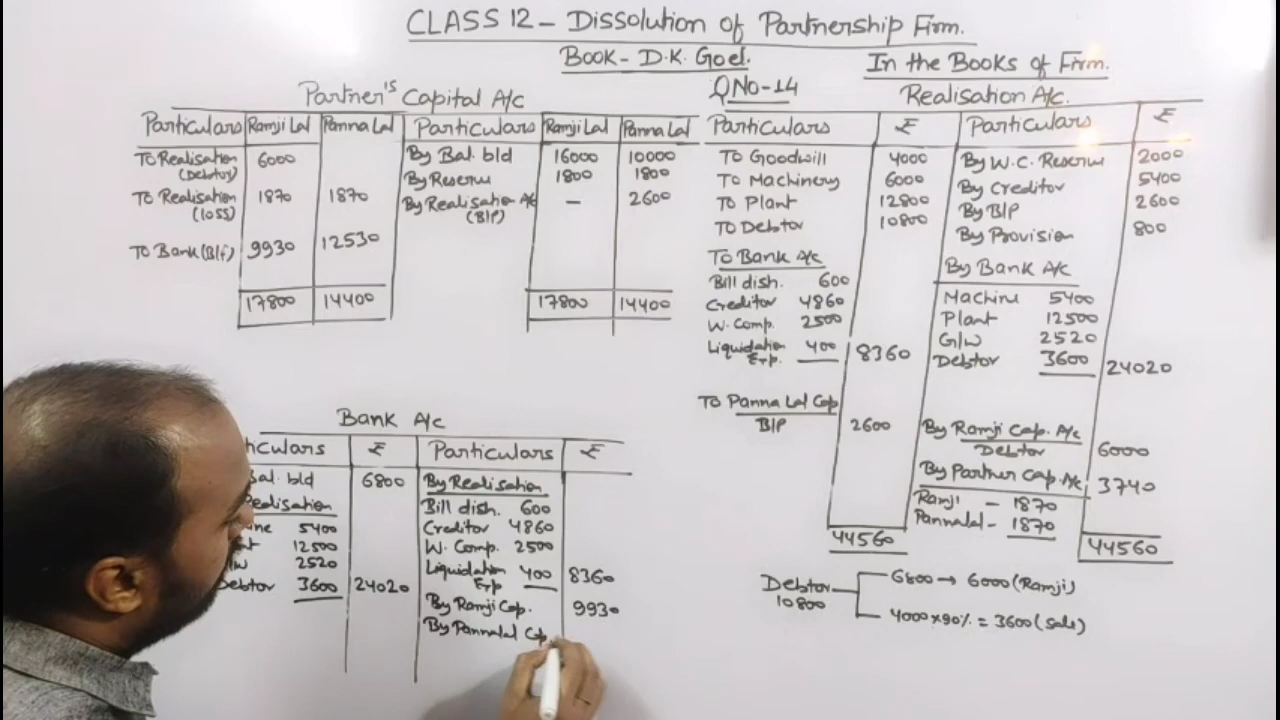 CLASS 12 - Dissolution of Partnership Firm.
Book - D.K. Goel.
In the Books of Firm.
QNo-14
Partner's Capital A/c
Particulars Ramji Lal Panna Lal Particulars Ramji Lal Panna Lal
To Realisation 6000 By Bal. b/d 16000 10000
(Debtor) By Reserve 1800 1800
To Realisation 1870 1870 By Realisation A/c — 2600
(loss) (B/P)
To Bank (B/f) 9930 12530
17800 14400 17800 14400
Realisation A/c.
Particulars ₹ Particulars ₹
To Goodwill 4000 By W.C. Reserve 2000
To Machinery 6000 By Creditor 5400
To Plant 12800 By B/P 2600
To Debtor 10800 By Provision 800
To Bank A/c By Bank A/c
Bill dish. 600 Machine 5400
Creditor 4860 Plant 12500
W. Comp. 2500 G/W 2520
Liquidation 400 8360 Debtor 3600 24020
Exp.
To Panna Lal Cap By Ramji Cap. A/c
B/P 2600 Debtor 6000
By Partner Cap. A/c, 3740
Ramji - 1870
Pannalal - 1870
44560 44560
Debtor 6800 → 6000 (Ramji)
10800 4000×90% = 3600 (sale)
Bank A/c
ticulars ₹ Particulars ₹
Bal. b/d 6800 By Realisation
Realisation Bill dish. 600
ine 5400 Creditor 4860
nt 12500 W. Comp. 2500
/W 2520 Liquidation 400 8360
Debtor 3600 24020 Exp
By Ramji Cap. 9930
By Pannalal Cap